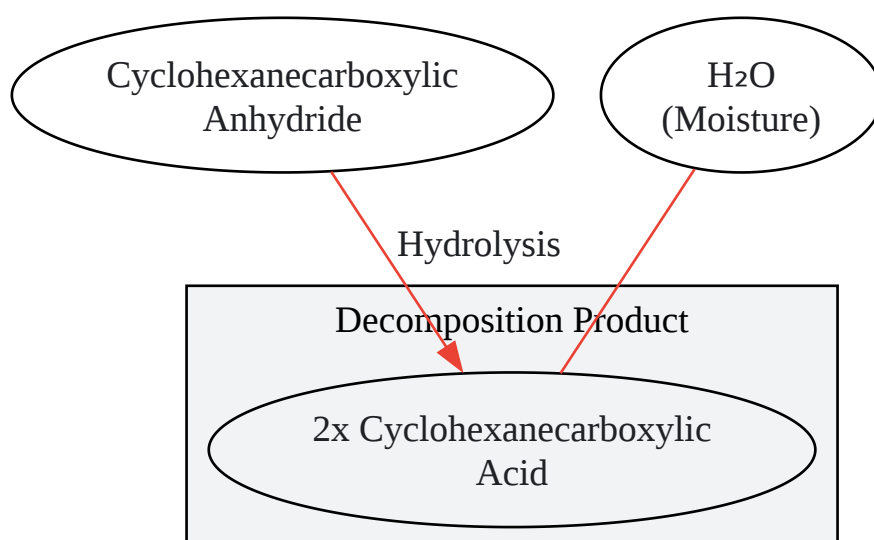 Cyclohexanecarboxylic
Anhydride
H₂O
(Moisture)
Hydrolysis
Decomposition Product
2x Cyclohexanecarboxylic
Acid